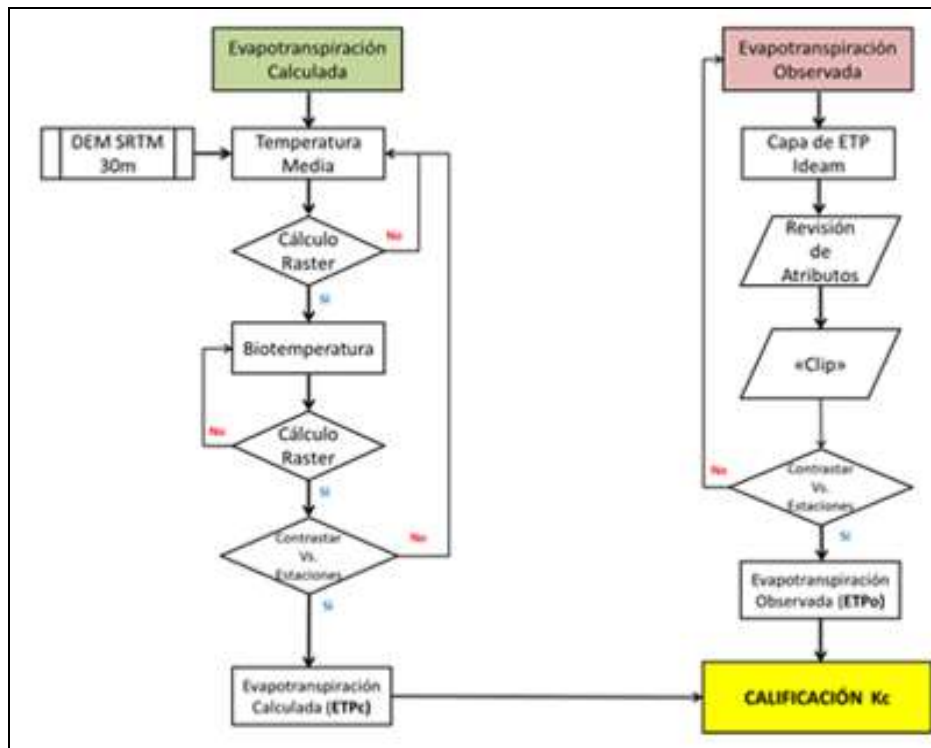 Evapotranspiración
Calculada
DEM SRTM
30m
Temperatura
Media
Cálculo
Raster
No
Si
Biotemperatura
Cálculo
Raster
No
Si
Contrastar
Vs.
Estaciones
No
Si
Evapotranspiración
Calculada (ETPc)
Evapotranspiración
Observada
Capa de ETP
Ideam
Revisión
de
Atributos
«Clip»
Contrastar
Vs.
Estaciones
No
Si
Evapotranspiración
Observada (ETPo)
CALIFICACIÓN Kc